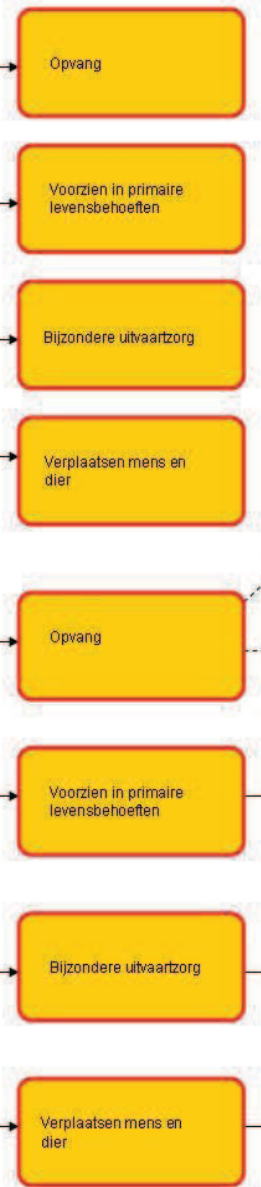 Opvang
Voorzien in primaire
levensbehoeften
Bijzondere uitvaartzorg
Verplaatsen mens en
dier
Opvang
Voorzien in primaire
levensbehoeften
Bijzondere uitvaartzorg
Verplaatsen mens en
dier